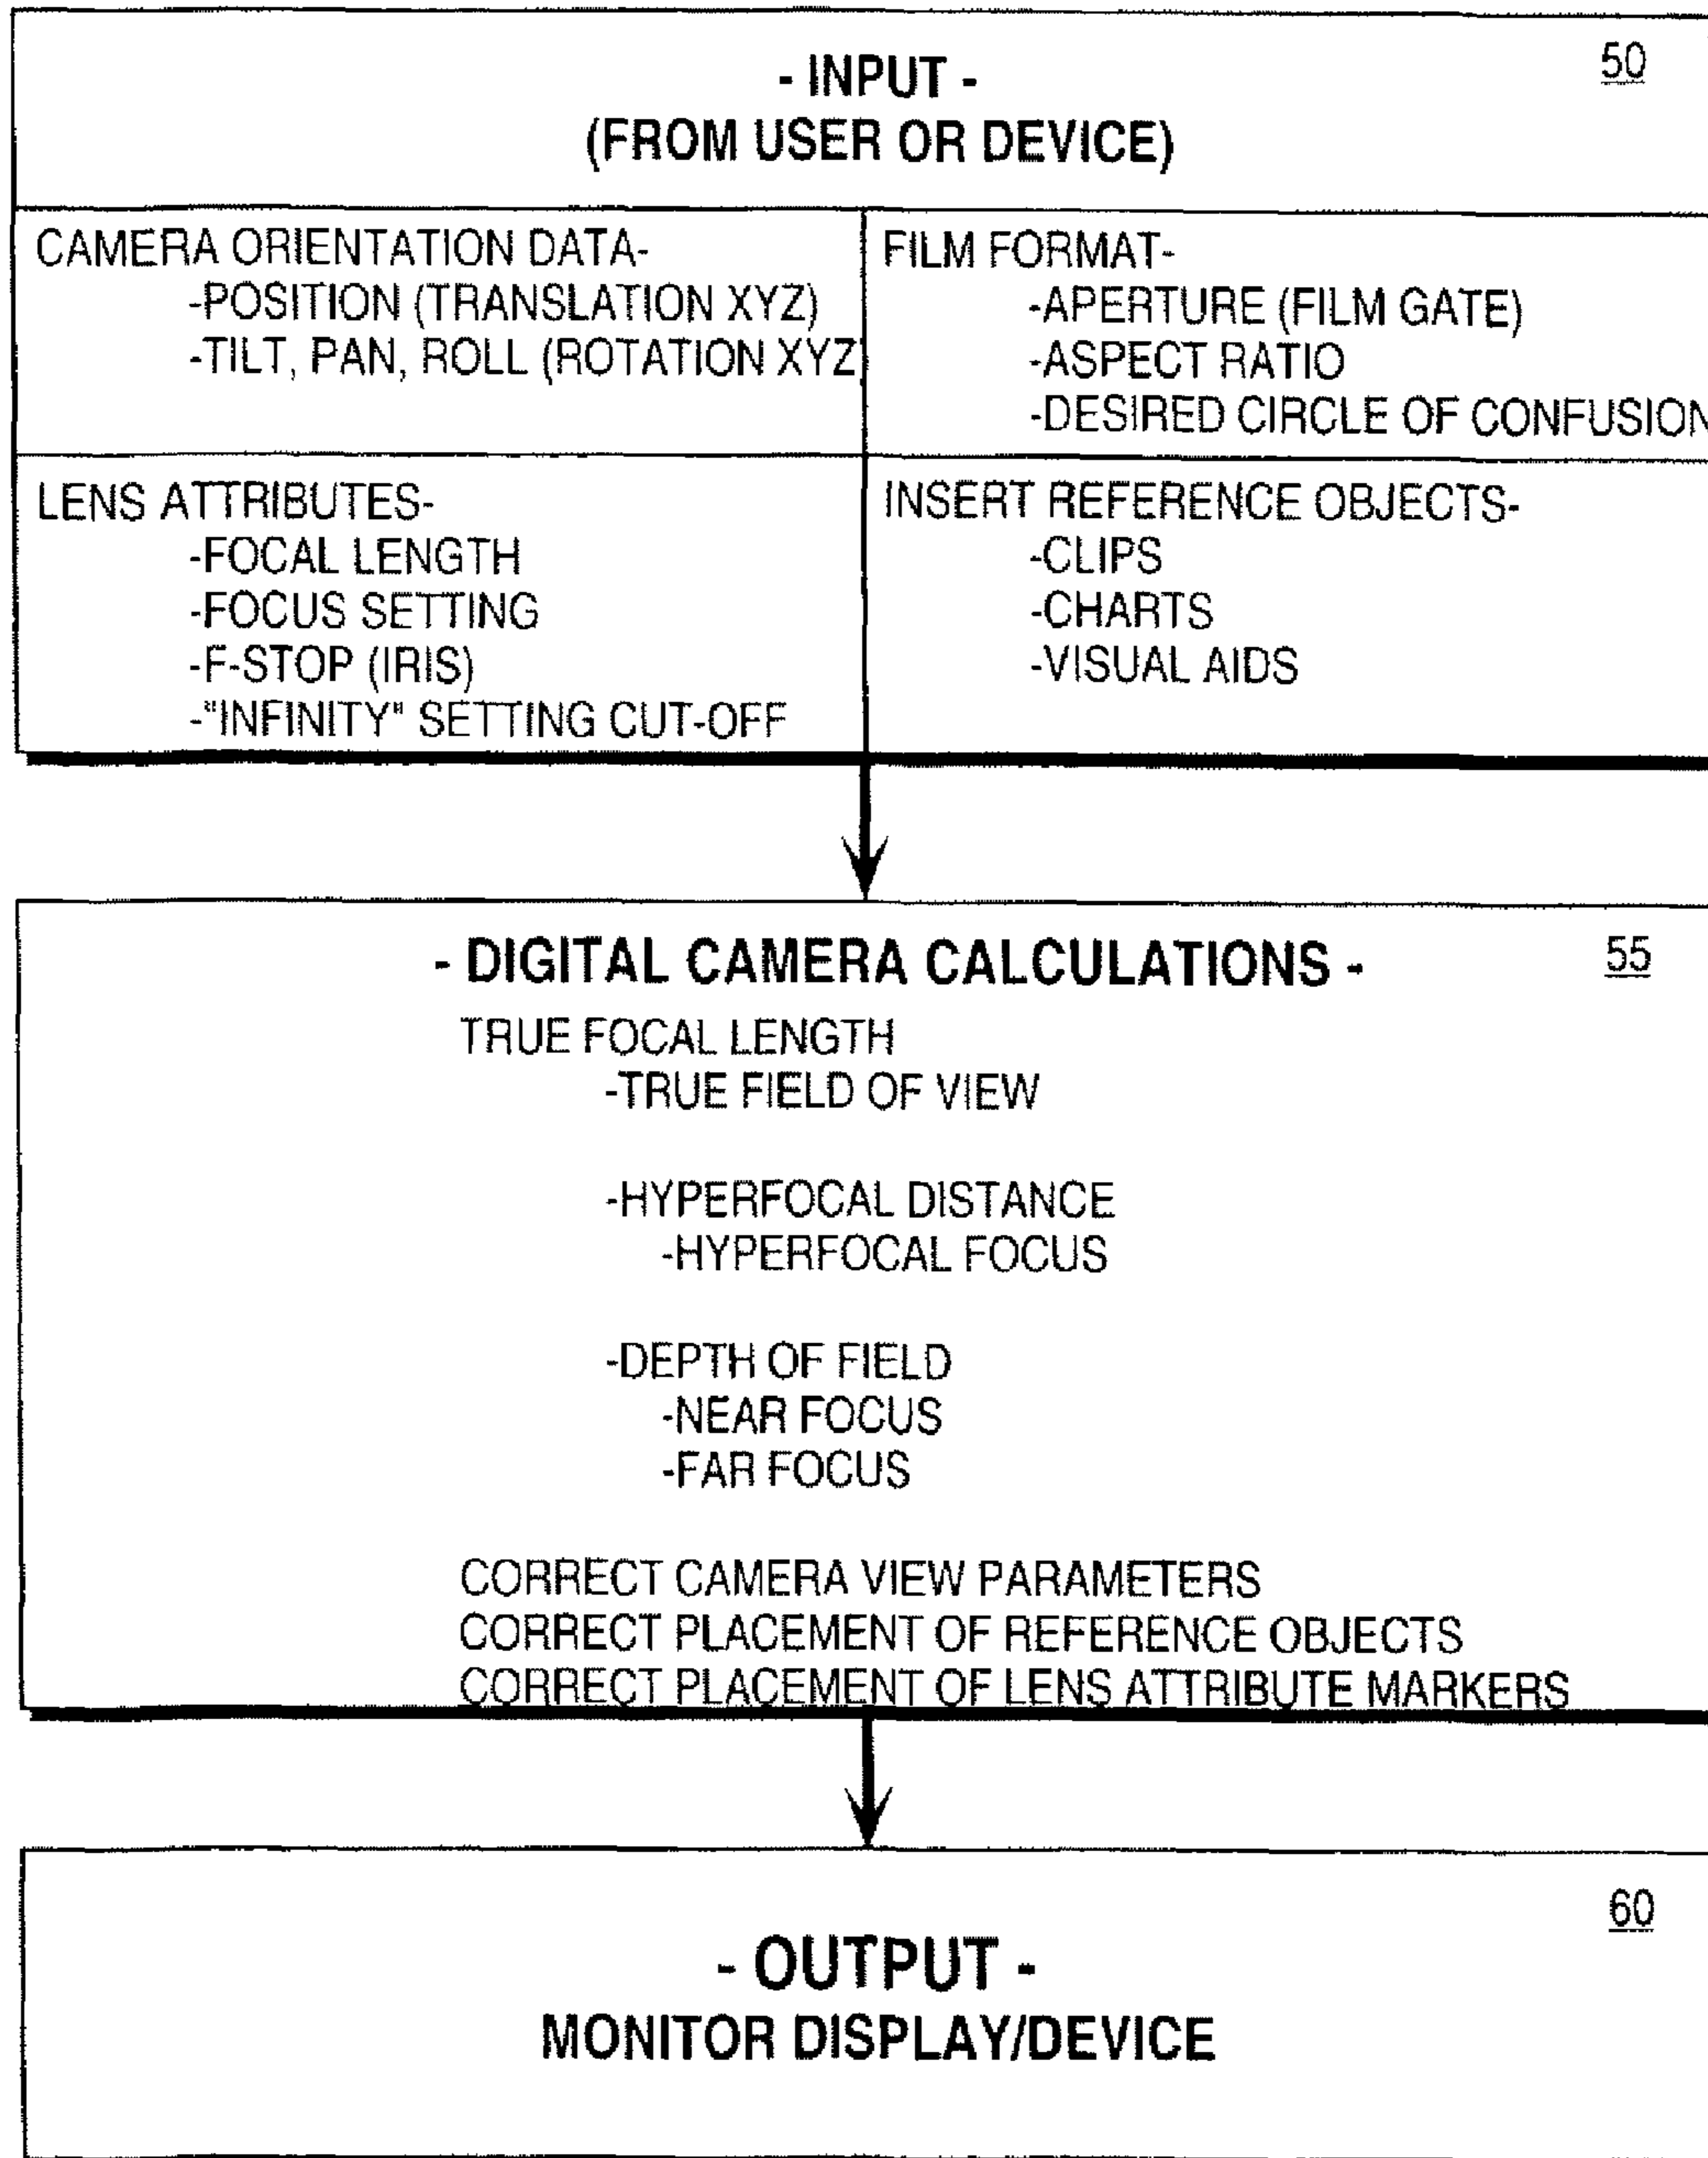 50
- INPUT -
(FROM USER OR DEVICE)
CAMERA ORIENTATION DATA-
-POSITION (TRANSLATION XYZ)
-TILT, PAN, ROLL (ROTATION XYZ
FILM FORMAT-
-APERTURE (FILM GATE)
-ASPECT RATIO
-DESIRED CIRCLE OF CONFUSION
LENS ATTRIBUTES-
-FOCAL LENGTH
-FOCUS SETTING
-F-STOP (IRIS)
-"INFINITY" SETTING CUT-OFF
INSERT REFERENCE OBJECTS-
-CLIPS
-CHARTS
-VISUAL AIDS
- DIGITAL CAMERA CALCULATIONS - 55
TRUE FOCAL LENGTH
-TRUE FIELD OF VIEW
-HYPERFOCAL DISTANCE
-HYPERFOCAL FOCUS
-DEPTH OF FIELD
-NEAR FOCUS
-FAR FOCUS
CORRECT CAMERA VIEW PARAMETERS
CORRECT PLACEMENT OF REFERENCE OBJECTS
CORRECT PLACEMENT OF LENS ATTRIBUTE MARKERS
60
- OUTPUT -
MONITOR DISPLAY/DEVICE